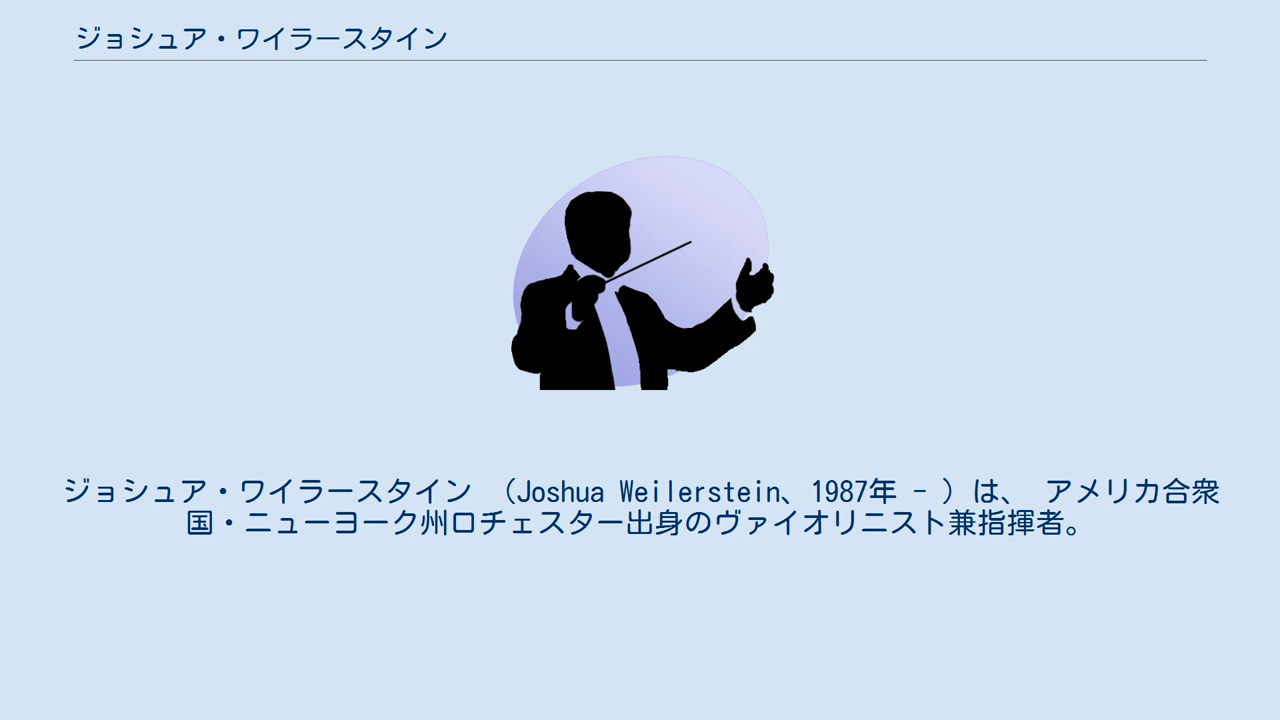 ジョシュア・ワイラースタイン
ジョシュア・ワイラースタイン （Joshua Weilerstein、1987年 - ）は、 アメリカ合衆
国・ニューヨーク州ロチェスター出身のヴァイオリニスト兼指揮者。